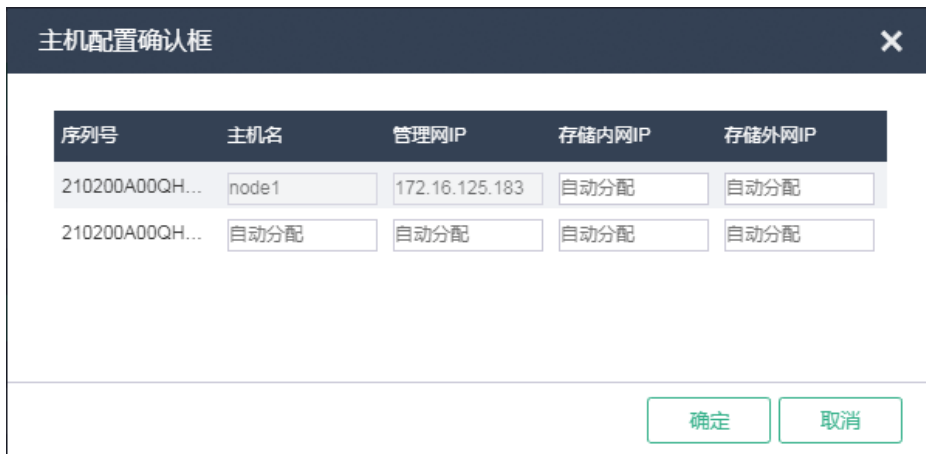 主机配置确认框
序列号 主机名 管理网IP 存储内网IP 存储外网IP
210200A00QH... node1 172.16.125.183 自动分配 自动分配
210200A00QH... 自动分配 自动分配 自动分配 自动分配
确定 取消